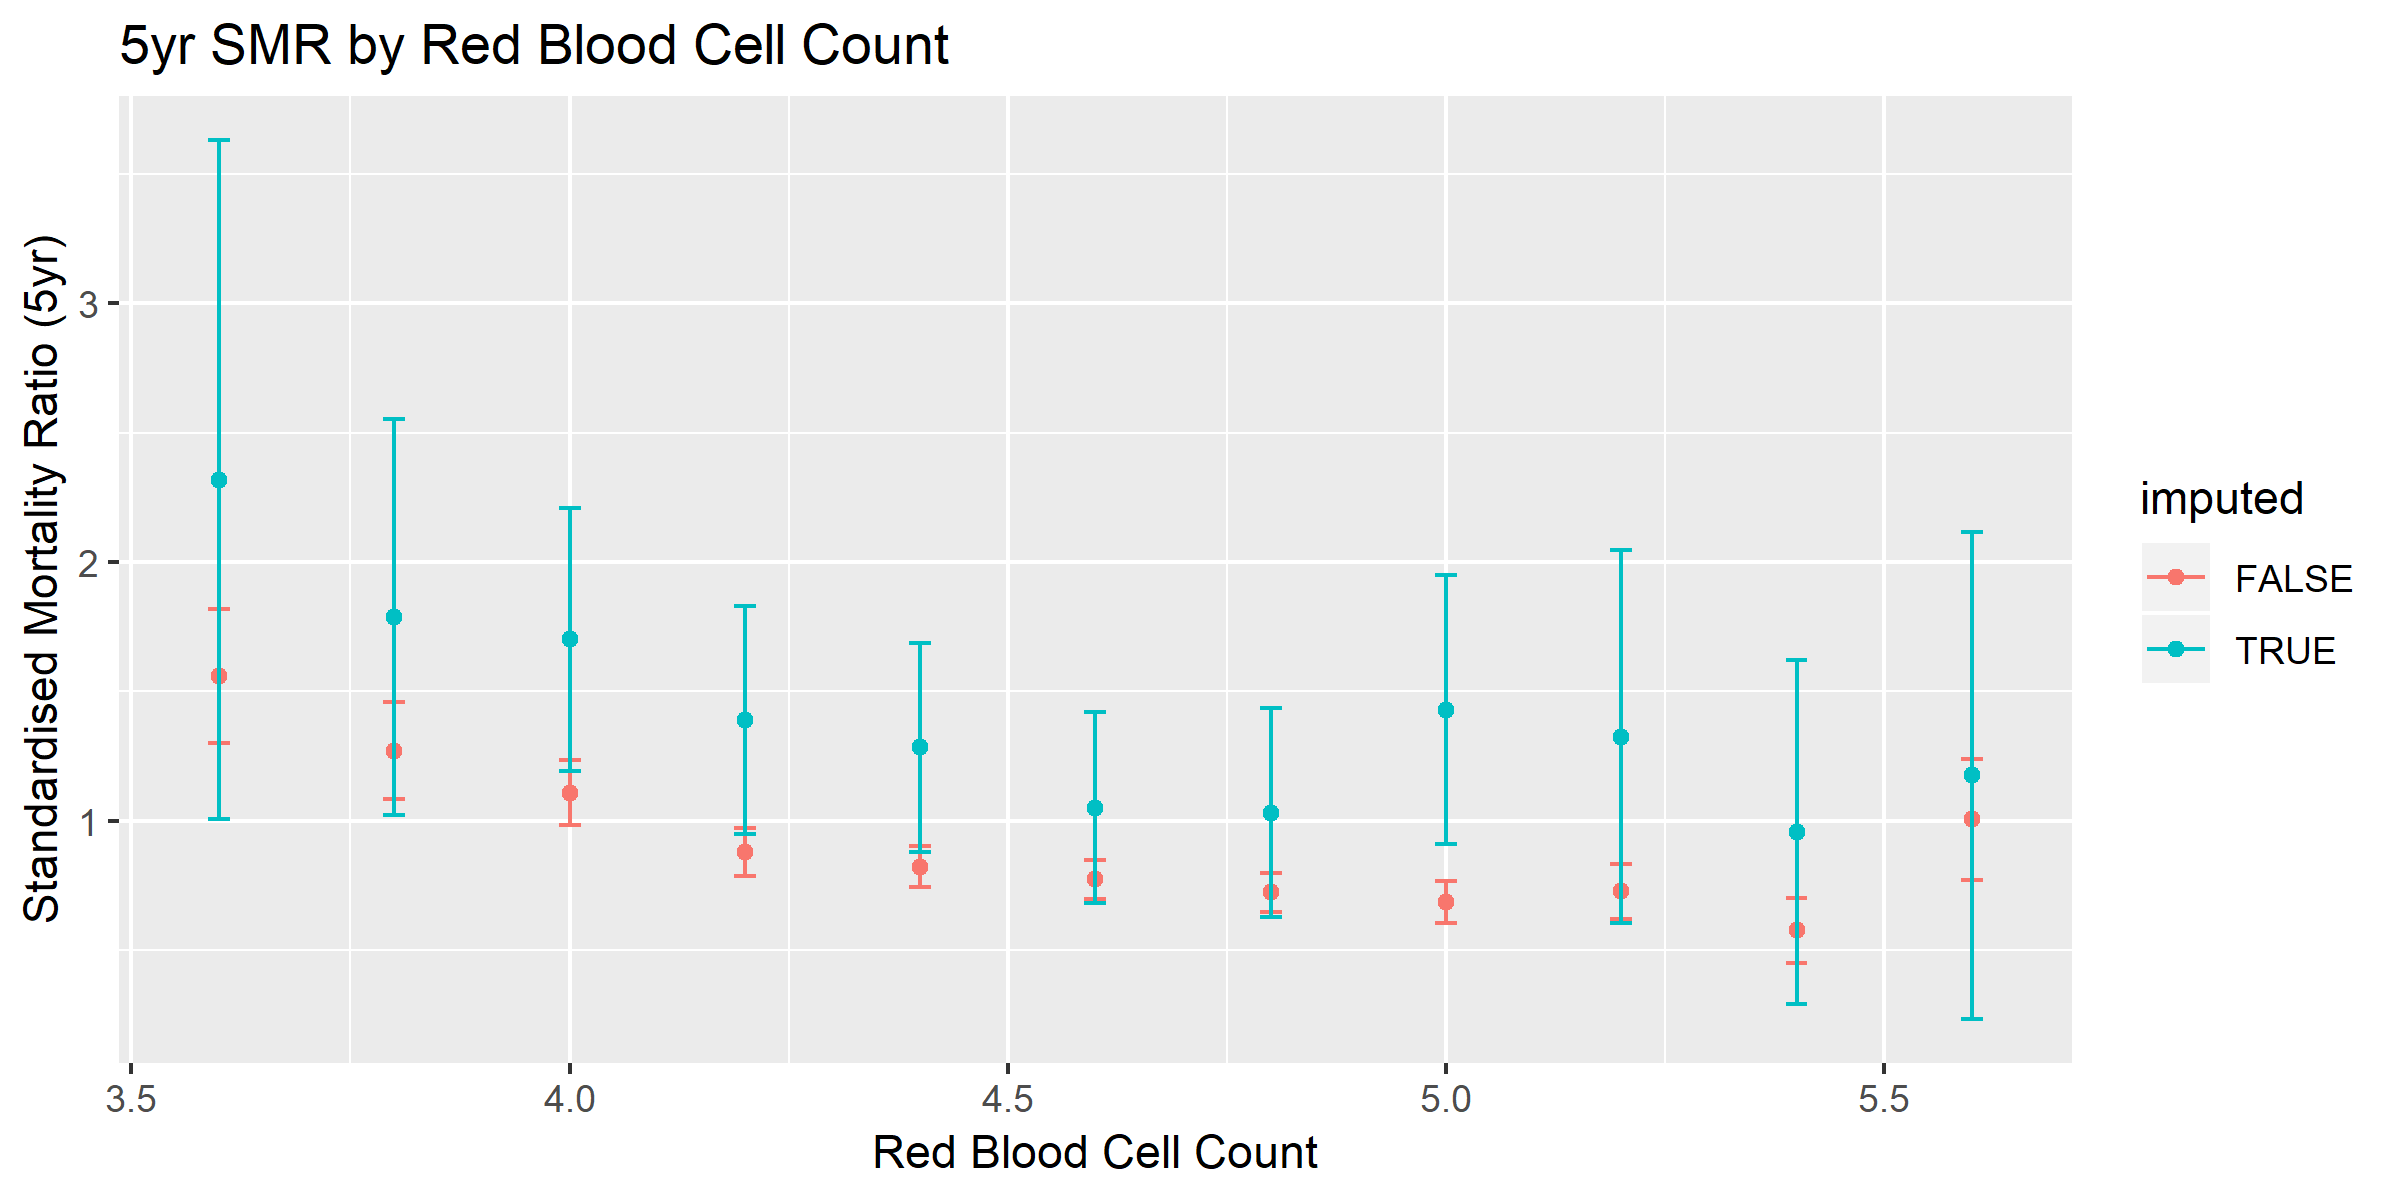 5yr SMR by Red Blood Cell Count
Standardised Mortality Ratio (5yr)
3
2
1
3.5 4.0 4.5 5.0 5.5
Red Blood Cell Count
imputed
FALSE
TRUE